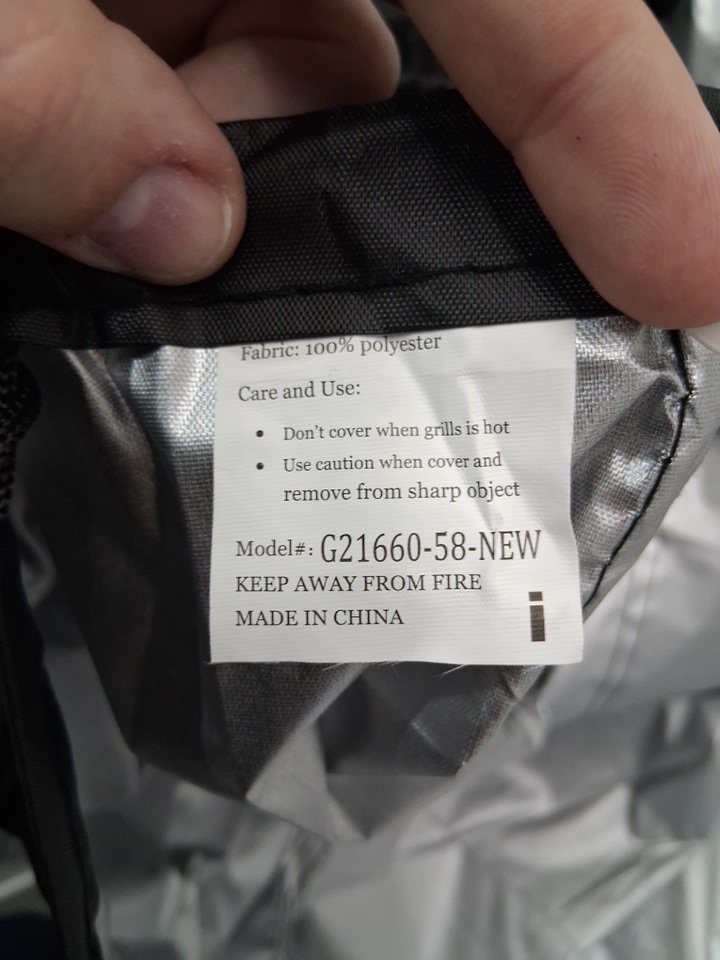 Fabric: 100% polyester
Care and Use:
• Don't cover when grills is hot
• Use caution when cover and
remove from sharp object
Model#: G21660-58-NEW
KEEP AWAY FROM FIRE
MADE IN CHINA